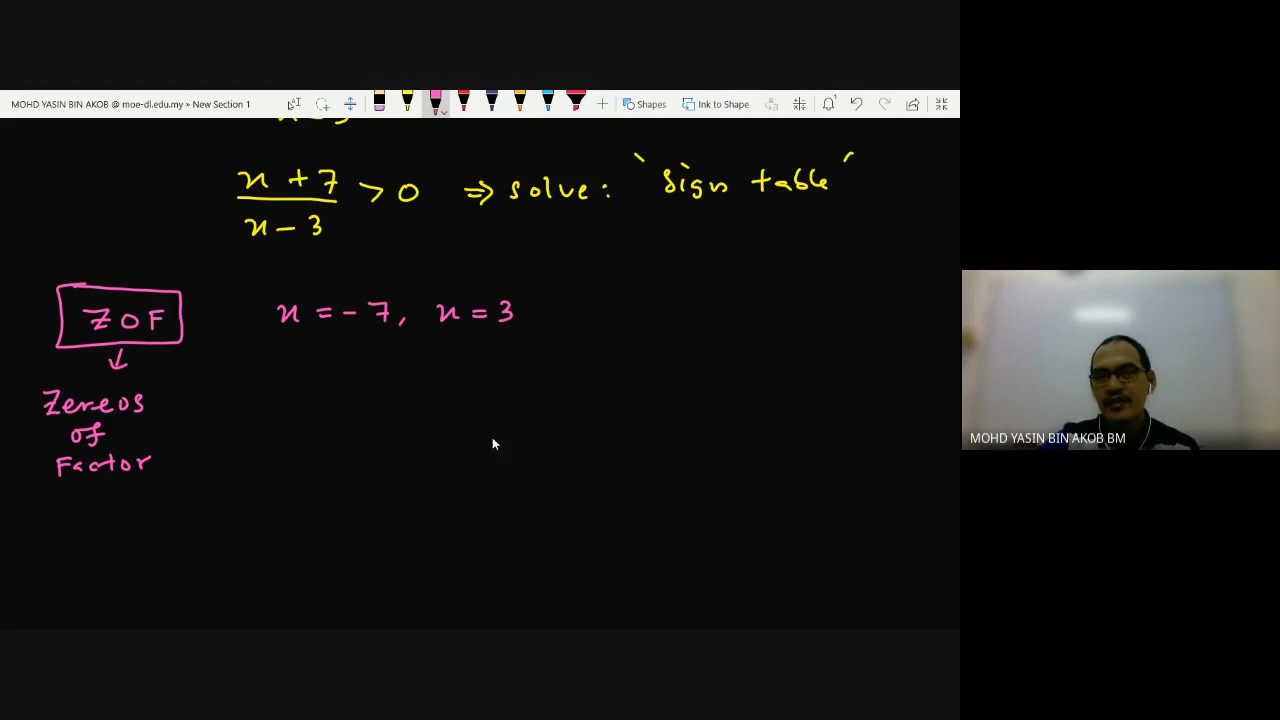 MOHD YASIN BIN AKOB @ moe-dl.edu.my » New Section 1
Shapes
Ink to Shape
x + 7
x - 3
> 0 ⇒ solve: "Sign table"
ZOF
x = -7, x = 3
↓
Zereos
of
Factor
MOHD YASIN BIN AKOB BM